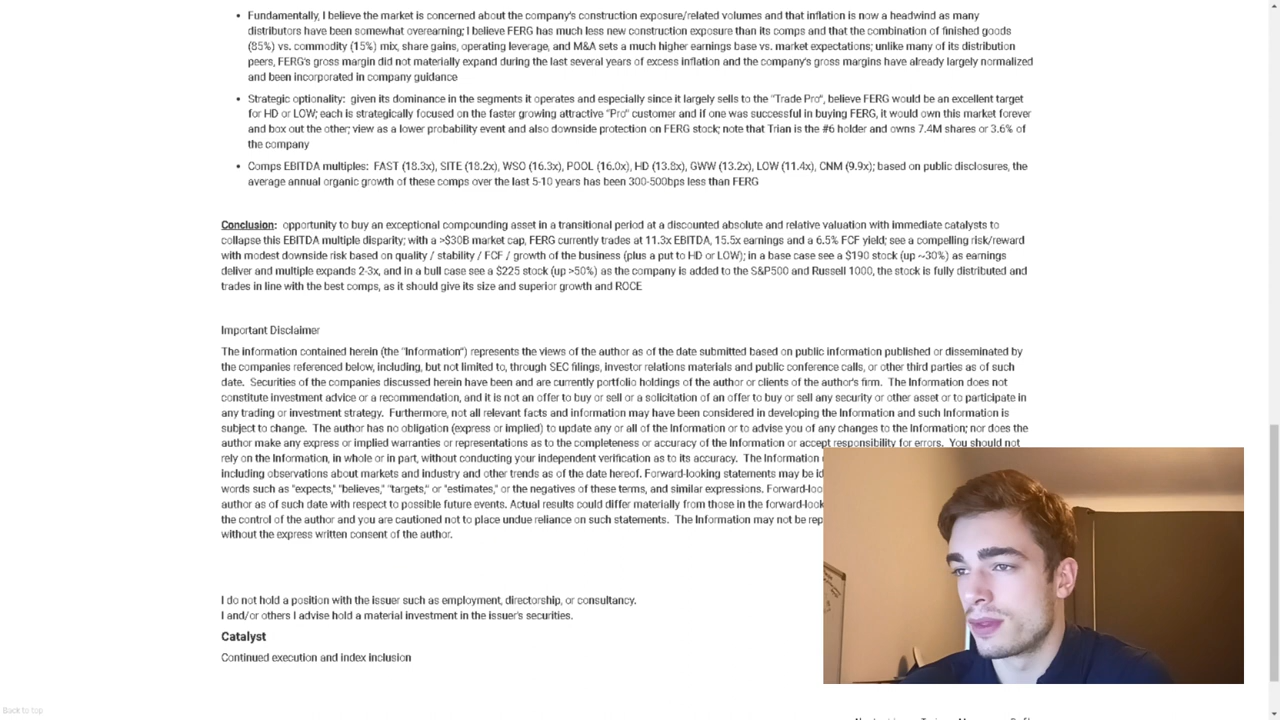 Fundamentally, I believe the market is concerned about the company's construction exposure/related volumes and that inflation is now a headwind as many
distributors have been somewhat overearning; I believe FERG has much less new construction exposure than its comps and that the combination of finished goods
(85%) vs. commodity (15%) mix, share gains, operating leverage, and M&A sets a much higher earnings base vs. market expectations; unlike many of its distribution
peers, FERG's gross margin did not materially expand during the last several years of excess inflation and the company's gross margins have already largely normalized
and been incorporated in company guidance
Strategic optionality: given its dominance in the segments it operates and especially since it largely sells to the "Trade Pro", believe FERG would be an excellent target
for HD or LOW; each is strategically focused on the faster growing attractive "Pro" customer and if one was successful in buying FERG, it would own this market forever
and box out the other; view as a lower probability event and also downside protection on FERG stock; note that Trian is the #6 holder and owns 7.4M shares or 3.6% of
the company
Comps EBITDA multiples: FAST (18.3x), SITE (18.2x), WSO (16.3x), POOL (16.0x), HD (13.8x), GWW (13.2x), LOW (11.4x), CNM (9.9x); based on public disclosures, the
average annual organic growth of these comps over the last 5-10 years has been 300-500bps less than FERG
Conclusion: opportunity to buy an exceptional compounding asset in a transitional period at a discounted absolute and relative valuation with immediate catalysts to
collapse this EBITDA multiple disparity; with a >$30B market cap, FERG currently trades at 11.3x EBITDA, 15.5x earnings and a 6.5% FCF yield; see a compelling risk/reward
with modest downside risk based on quality / stability / FCF / growth of the business (plus a put to HD or LOW); in a base case see a $190 stock (up ~30%) as earnings
deliver and multiple expands 2-3x, and in a bull case see a $225 stock (up >50%) as the company is added to the S&P500 and Russell 1000, the stock is fully distributed and
trades in line with the best comps, as it should give its size and superior growth and ROCE
Important Disclaimer
The information contained herein (the "Information") represents the views of the author as of the date submitted based on public information published or disseminated by
the companies referenced below, including, but not limited to, through SEC filings, investor relations materials and public conference calls, or other third parties as of such
date. Securities of the companies discussed herein have been and are currently portfolio holdings of the author or clients of the author's firm. The Information does not
constitute investment advice or a recommendation, and it is not an offer to buy or sell or a solicitation of an offer to buy or sell any security or other asset or to participate in
any trading or investment strategy. Furthermore, not all relevant facts and information may have been considered in developing the Information and such Information is
subject to change. The author has no obligation (express or implied) to update any or all of the Information or to advise you of any changes to the Information; nor does the
author make any express or implied warranties or representations as to the completeness or accuracy of the Information or accept responsibility for errors. You should not
rely on the Information, in whole or in part, without conducting your independent verification as to its accuracy. The Information
including observations about markets and industry and other trends as of the date hereof. Forward-looking statements may be
words such as "expects," "believes," "targets," or "estimates," or the negatives of these terms, and similar expressions.
author as of such date with respect to possible future events. Actual results could differ materially from those in the
the control of the author and you are cautioned not to place undue reliance on such statements. The Information may not be
without the express written consent of the author.
I do not hold a position with the issuer such as employment, directorship, or consultancy.
I and/or others I advise hold a material investment in the issuer's securities.
Catalyst
Continued execution and index inclusion
Back to top